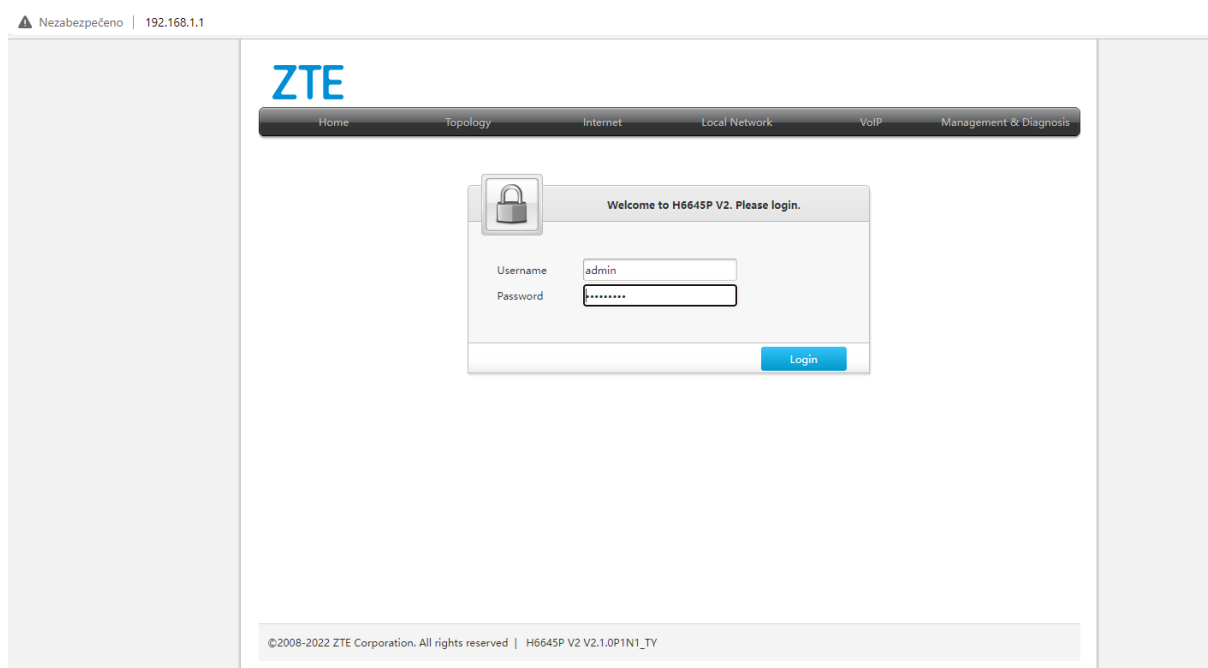 Nezabezpečeno | 192.168.1.1
ZTE
Home Topology Internet Local Network VoIP Management & Diagnosis
Welcome to H6645P V2. Please login.
Username admin
Password •••••••••
Login
©2008-2022 ZTE Corporation. All rights reserved | H6645P V2 V2.1.0P1N1_TY